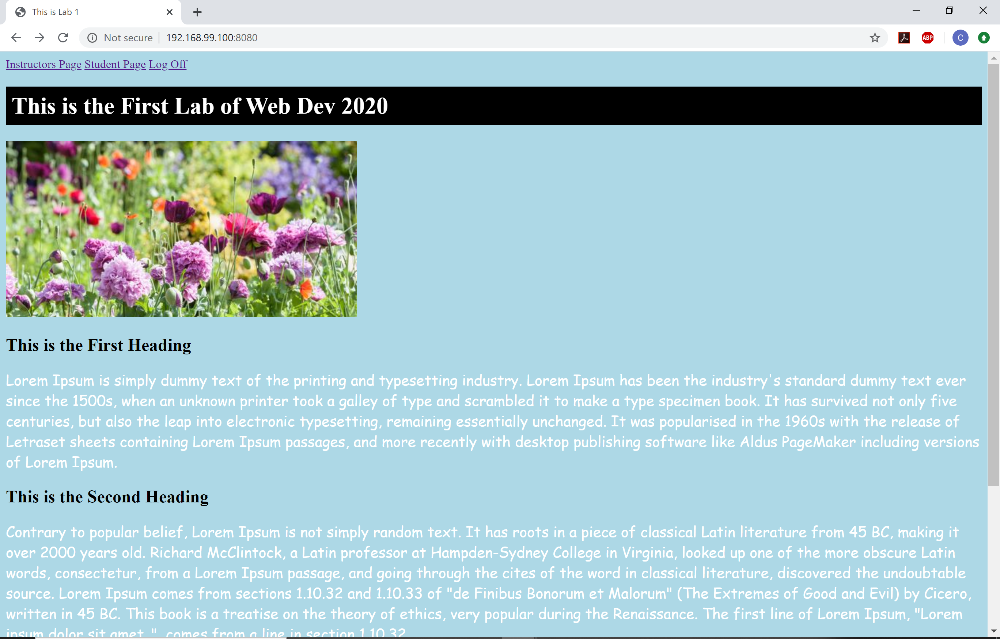 This is Lab 1
Not secure 192.168.99.100:8080
ABP
C
Instructors Page Student Page Log Off
This is the First Lab of Web Dev 2020
This is the First Heading
Lorem Ipsum is simply dummy text of the printing and typesetting industry. Lorem Ipsum has been the industry's standard dummy text ever
since the 1500s, when an unknown printer took a galley of type and scrambled it to make a type specimen book. It has survived not only five
centuries, but also the leap into electronic typesetting, remaining essentially unchanged. It was popularised in the 1960s with the release of
Letraset sheets containing Lorem Ipsum passages, and more recently with desktop publishing software like Aldus PageMaker including versions
of Lorem Ipsum.
This is the Second Heading
Contrary to popular belief, Lorem Ipsum is not simply random text. It has roots in a piece of classical Latin literature from 45 BC, making it
over 2000 years old. Richard McClintock, a Latin professor at Hampden-Sydney College in Virginia, looked up one of the more obscure Latin
words, consectetur, from a Lorem Ipsum passage, and going through the cites of the word in classical literature, discovered the undoubtable
source. Lorem Ipsum comes from sections 1.10.32 and 1.10.33 of "de Finibus Bonorum et Malorum" (The Extremes of Good and Evil) by Cicero,
written in 45 BC. This book is a treatise on the theory of ethics, very popular during the Renaissance. The first line of Lorem Ipsum, "Lorem
ipsum dolor sit amet..", comes from a line in section 1.10.32.